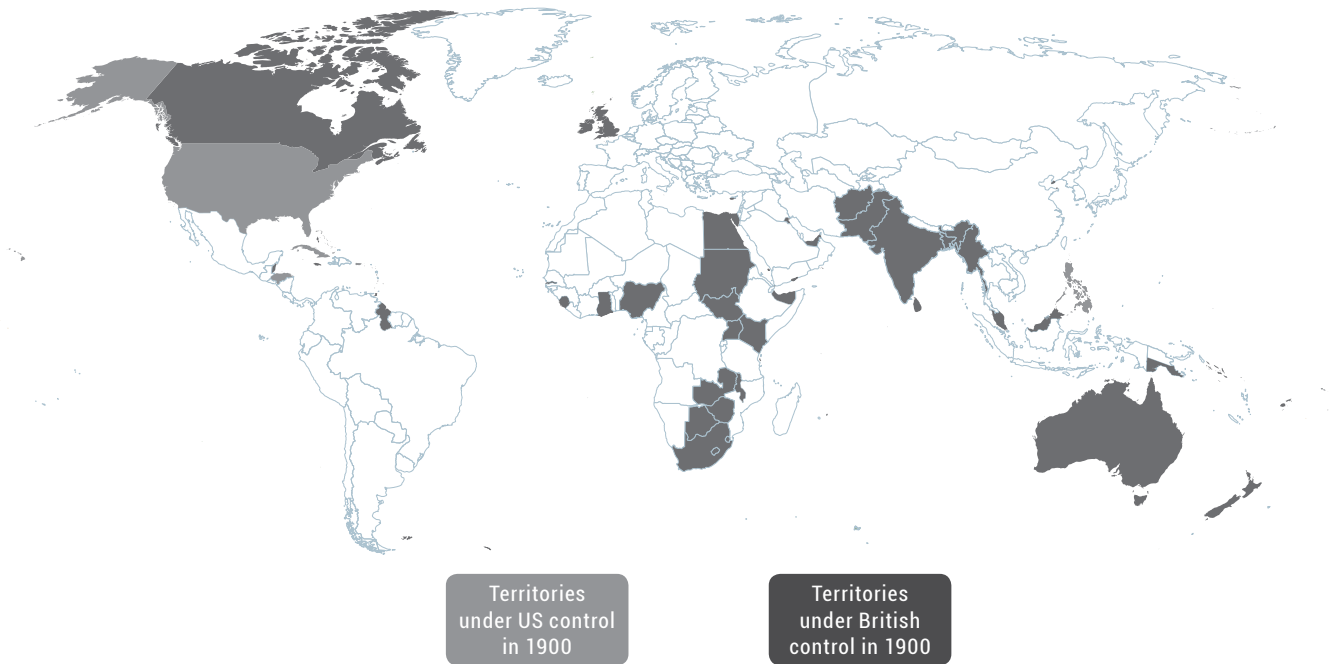 Territories
under US control
in 1900
Territories
under British
control in 1900